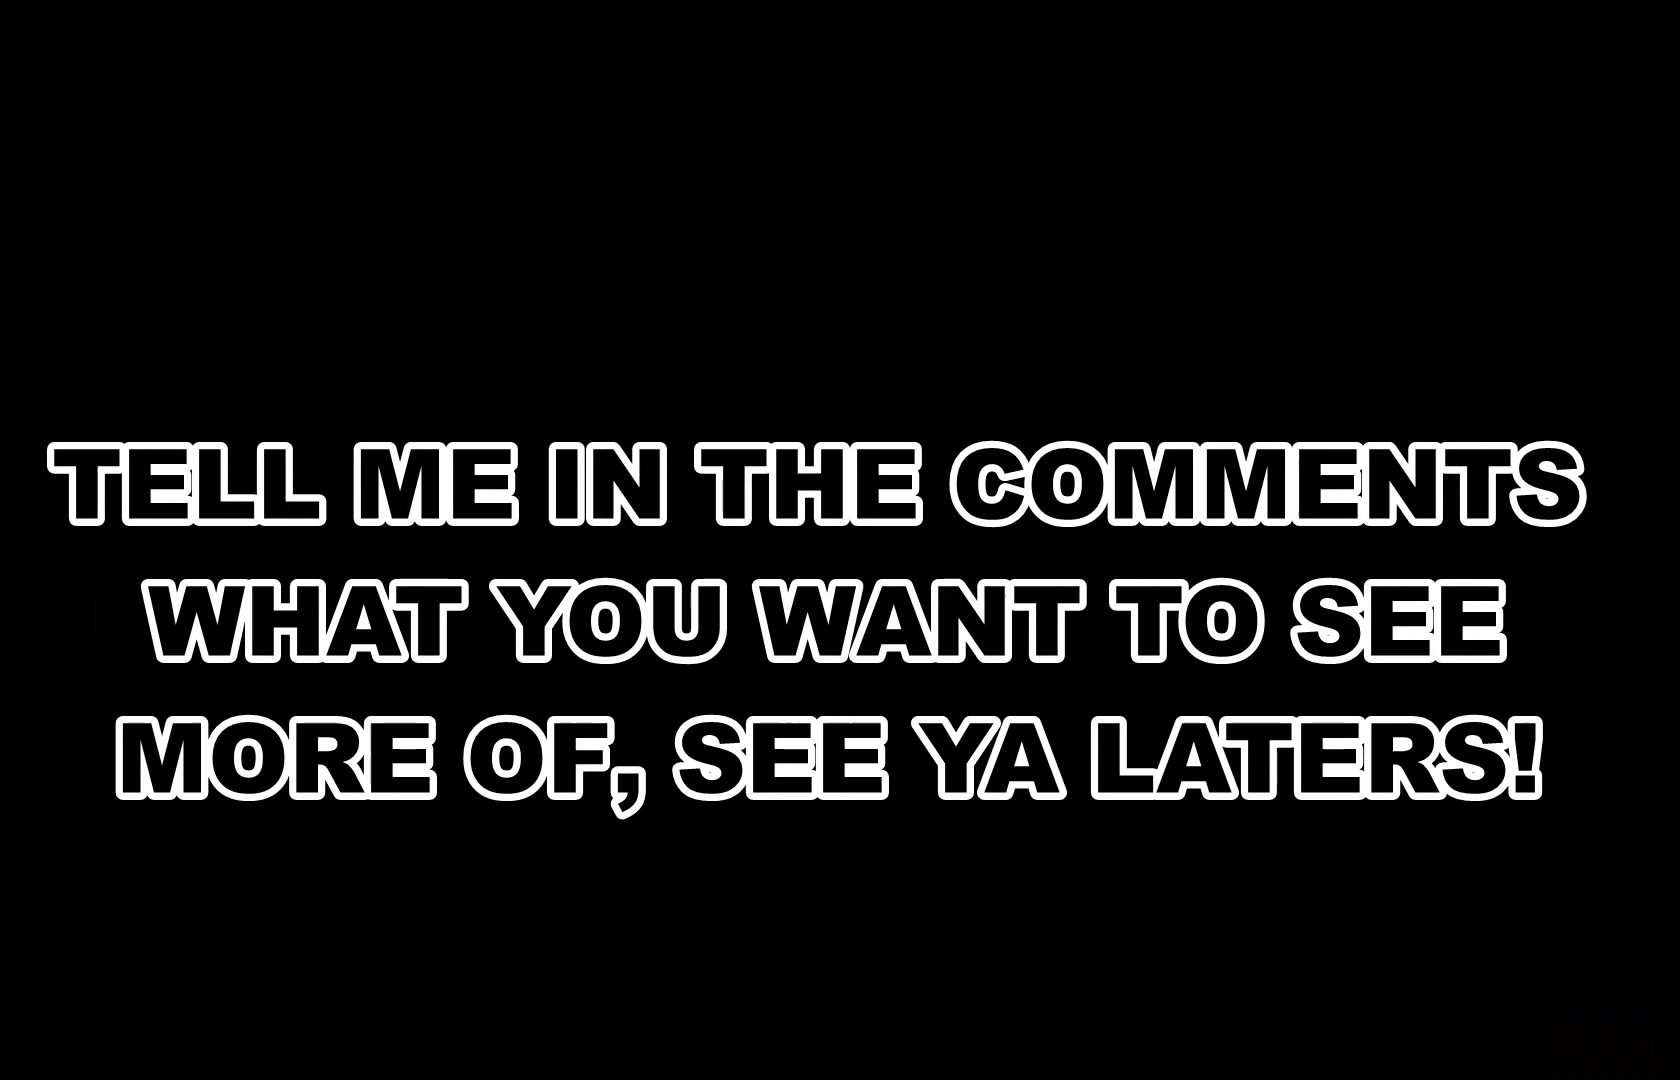 TELL ME IN THE COMMENTS
WHAT YOU WANT TO SEE
MORE OF, SEE YA LATERS!